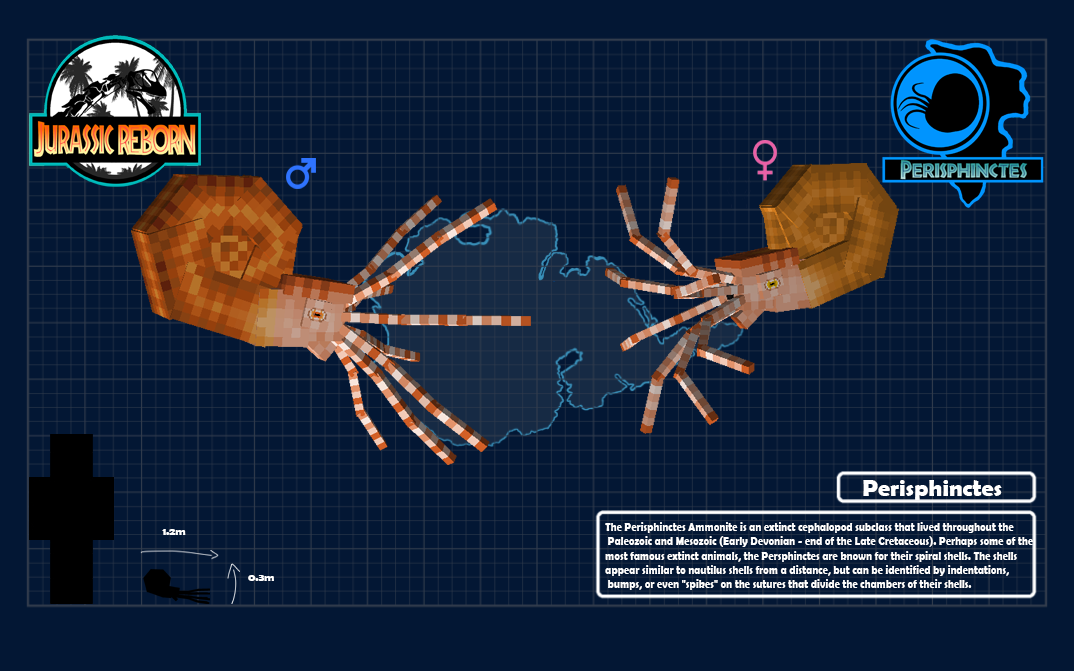 JURASSIC REBORN
PERISPHINCTES
1.2m
0.3m
Perisphinctes
The Perisphinctes Ammonite is an extinct cephalopod subclass that lived throughout the
Paleozoic and Mesozoic (Early Devonian - end of the Late Cretaceous). Perhaps some of the
most famous extinct animals, the Persphinctes are known for their spiral shells. The shells
appear similar to nautilus shells from a distance, but can be identified by indentations,
bumps, or even "spikes" on the sutures that divide the chambers of their shells.